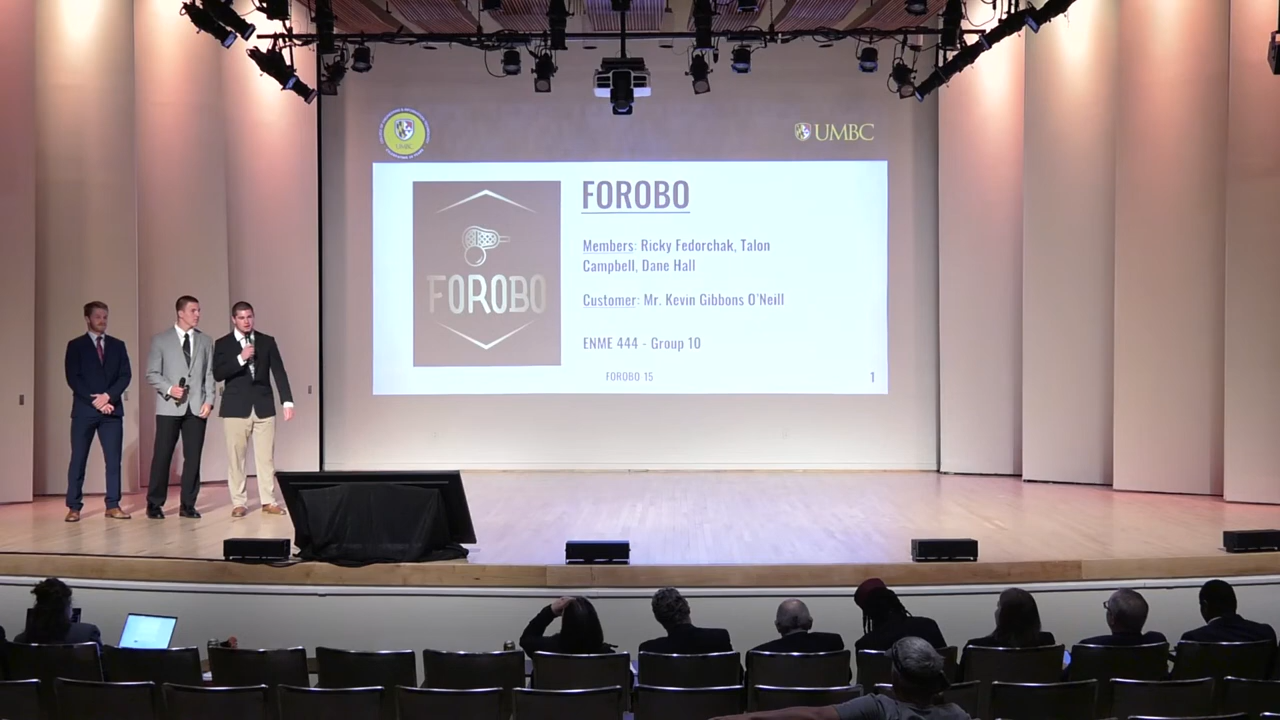 UMBC
UMBC
FOROBO
Members: Ricky Fedorchak, Talon
Campbell, Dane Hall
Customer: Mr. Kevin Gibbons O'Neill
ENME 444 - Group 10
FOROBO 15
1
FOROBO